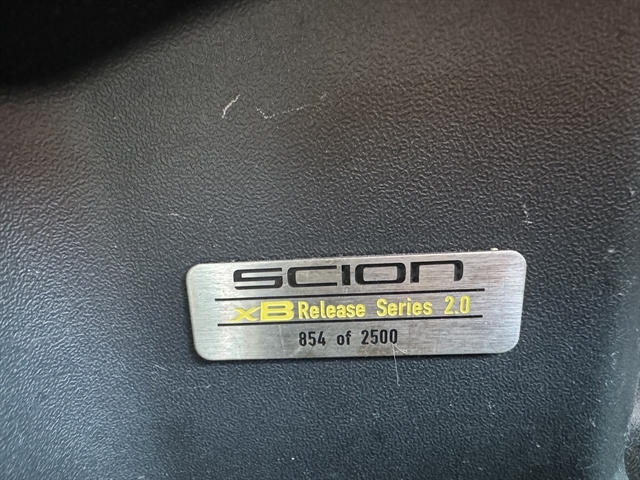 SCION
xB Release Series 2.0
854 of 2500